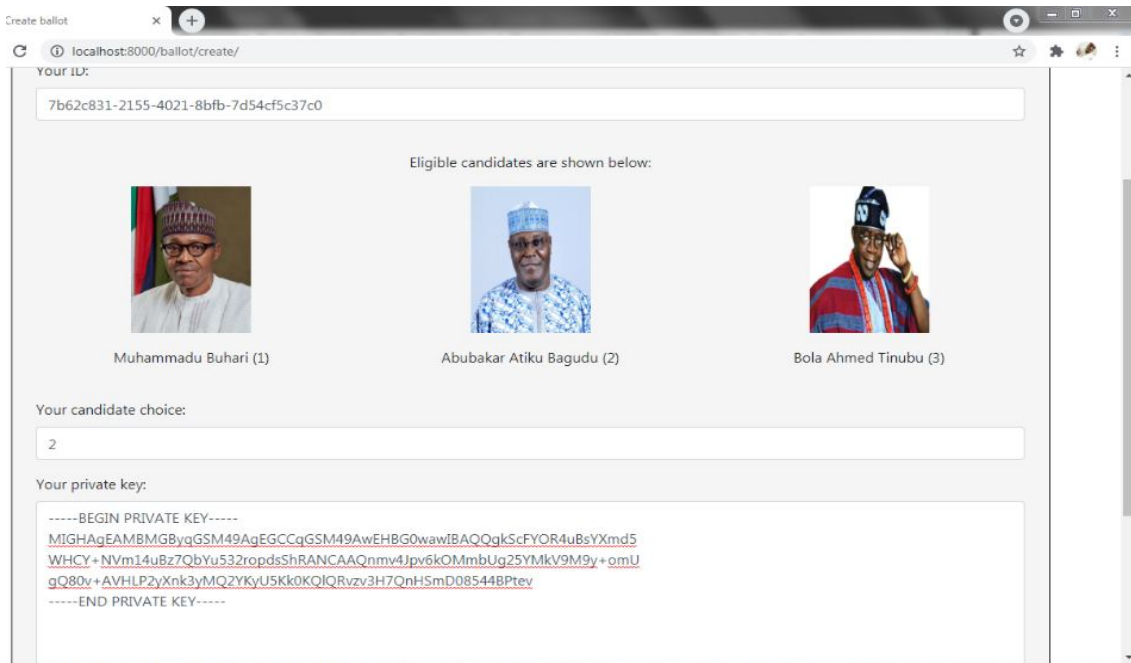 Create ballot
localhost:8000/ballot/create/
Your ID:
7b62c831-2155-4021-8bfb-7d54cf5c37c0
Eligible candidates are shown below:
Muhammadu Buhari (1)
Abubakar Atiku Bagudu (2)
Bola Ahmed Tinubu (3)
Your candidate choice:
2
Your private key:
-----BEGIN PRIVATE KEY-----
MIGHAgEAMBMGByqGSM49AgEGCCqGSM49AwEHBG0wawIBAQQgkScFYOR4uBsYXmd5
WHCY+NVm14uBz7QbYu532ropdsShRANCAAQnmv4Jpv6kOMmbUg25YMkV9M9y+omU
gQ80v+AVHLP2yXnk3yMQ2YKyU5Kk0KQlQRvzv3H7QnHSmD08544BPtev
-----END PRIVATE KEY-----